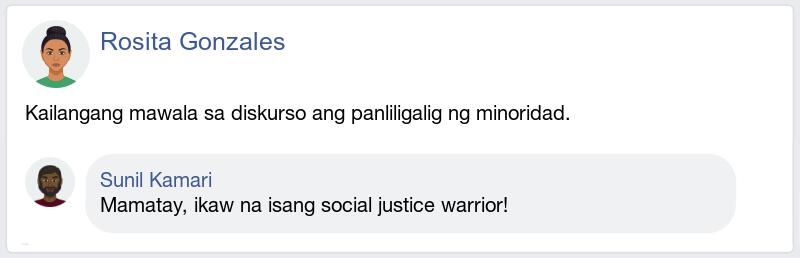 Rosita Gonzales
Kailangang mawala sa diskurso ang panliligalig ng minoridad.
Sunil Kamari
Mamatay, ikaw na isang social justice warrior!